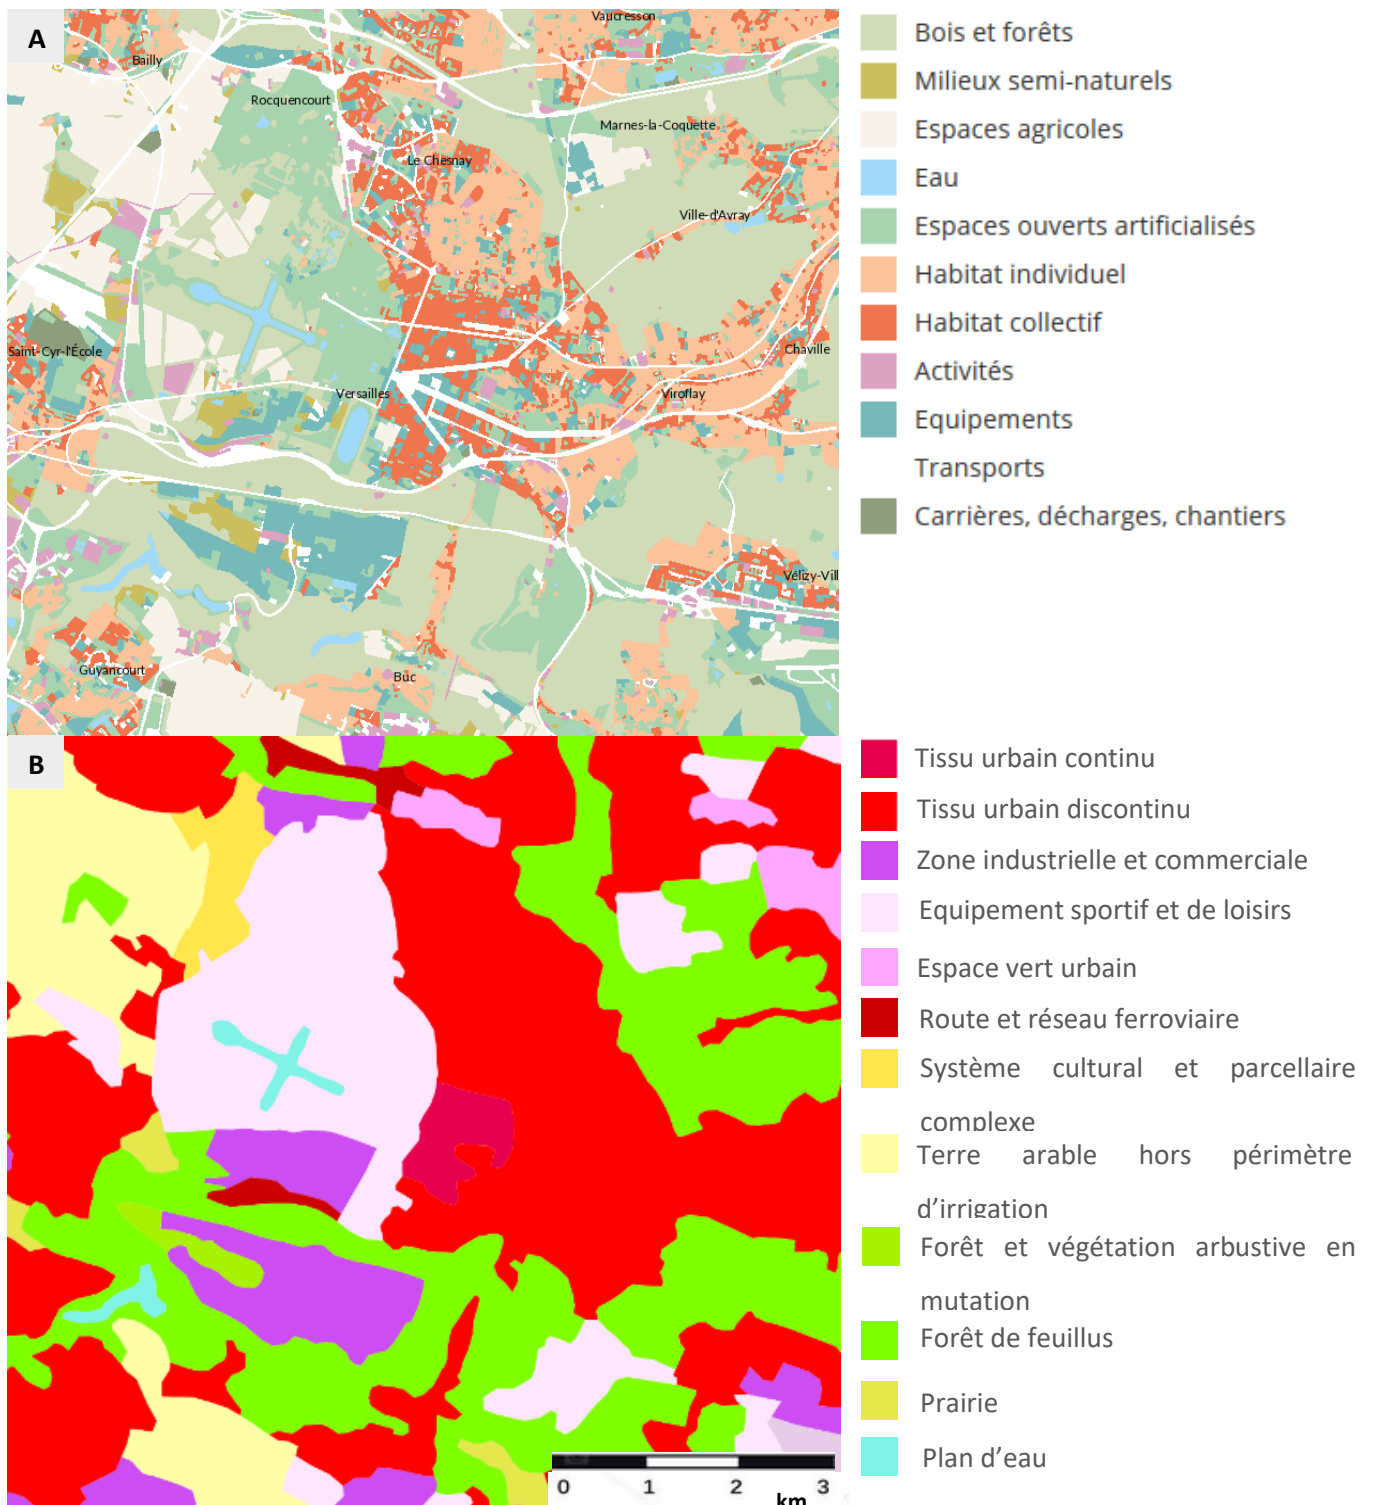 A
Vaucresson
Bailly
Rocquencourt
Marnes-la-Coquette
Le Chesnay
Ville-d'Avray
Saint-Cyr-l'École
Chaville
Versailles
Viroflay
Vélizy-Vill
Guyancourt
Buc
Bois et forêts
Milieux semi-naturels
Espaces agricoles
Eau
Espaces ouverts artificialisés
Habitat individuel
Habitat collectif
Activités
Equipements
Transports
Carrières, décharges, chantiers
B
Tissu urbain continu
Tissu urbain discontinu
Zone industrielle et commerciale
Equipement sportif et de loisirs
Espace vert urbain
Route et réseau ferroviaire
Système cultural et parcellaire
complexe
Terre arable hors périmètre
d'irrigation
Forêt et végétation arbustive en
mutation
Forêt de feuillus
Prairie
Plan d'eau
0 1 2 3
km